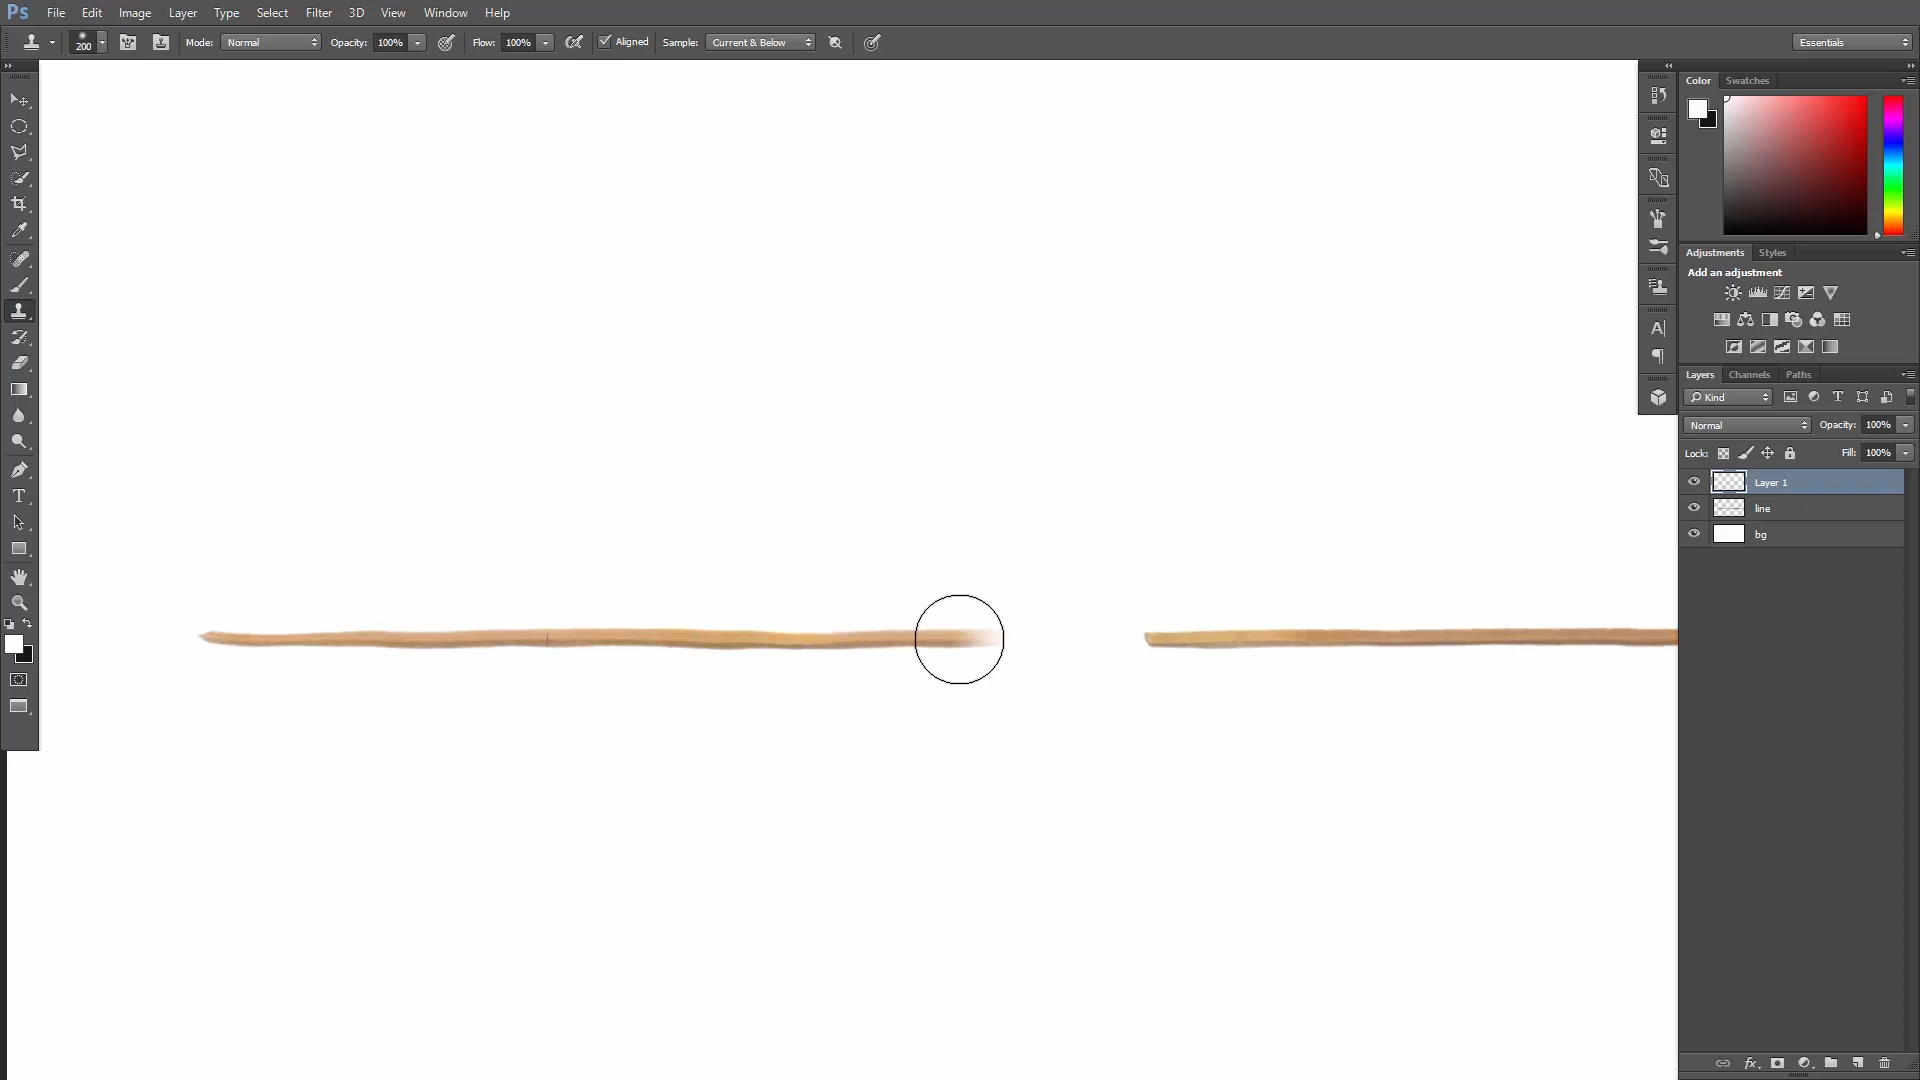 Ps File Edit Image Layer Type Select Filter 3D View Window Help
200 Mode: Normal Opacity: 100% Flow: 100% Aligned Sample: Current & Below Essentials
Color Swatches
Adjustments Styles
Add an adjustment
Layers Channels Paths
Kind
Normal Opacity: 100%
Lock: Fill: 100%
Layer 1
line
bg